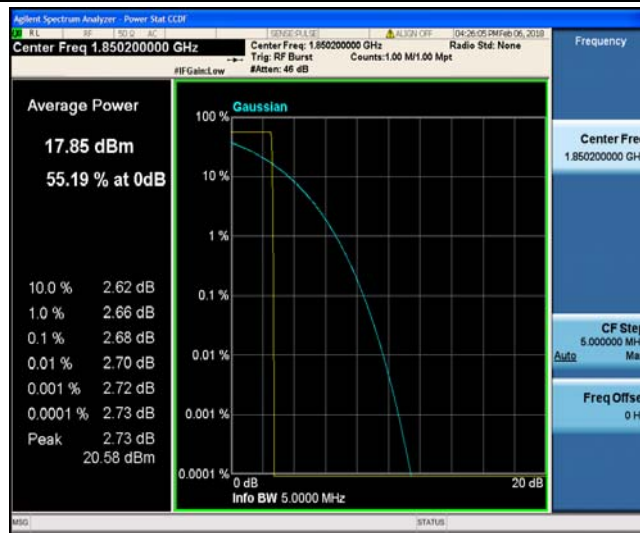 Agilent Spectrum Analyzer - Power Stat CCDF
RL RF 50 Ω AC SENSE:PULSE ALIGN OFF 04:26:05 PM Feb 06, 2018
Center Freq 1.850200000 GHz
Center Freq: 1.850200000 GHz Radio Std: None
Trig: RF Burst Counts:1.00 M/1.00 Mpt
#IFGain:Low #Atten: 46 dB
Frequency
Average Power
17.85 dBm
55.19 % at 0dB
10.0 % 2.62 dB
1.0 % 2.66 dB
0.1 % 2.68 dB
0.01 % 2.70 dB
0.001 % 2.72 dB
0.0001 % 2.73 dB
Peak 2.73 dB
20.58 dBm
Gaussian
100 %
10 %
1 %
0.1 %
0.01 %
0.001 %
0.0001 %
0 dB 20 dB
Info BW 5.0000 MHz
Center Fre
1.850200000 GH
CF Step
5.000000 MH
Auto Ma
Freq Offse
0 H
MSG STATUS